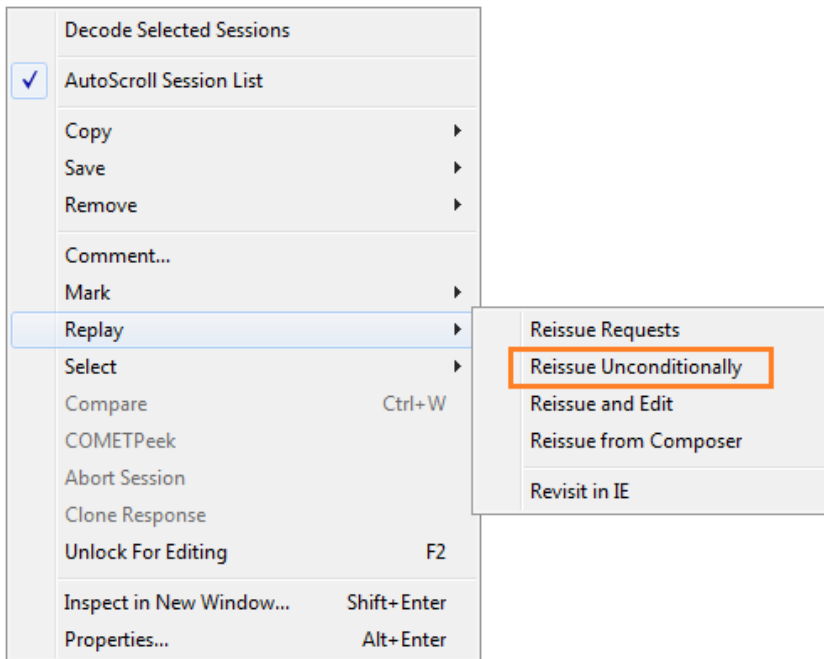 Decode Selected Sessions
AutoScroll Session List
Copy
Save
Remove
Comment...
Mark
Replay
Select
Compare Ctrl+W
COMETPeek
Abort Session
Clone Response
Unlock For Editing F2
Inspect in New Window... Shift+Enter
Properties... Alt+Enter
Reissue Requests
Reissue Unconditionally
Reissue and Edit
Reissue from Composer
Revisit in IE